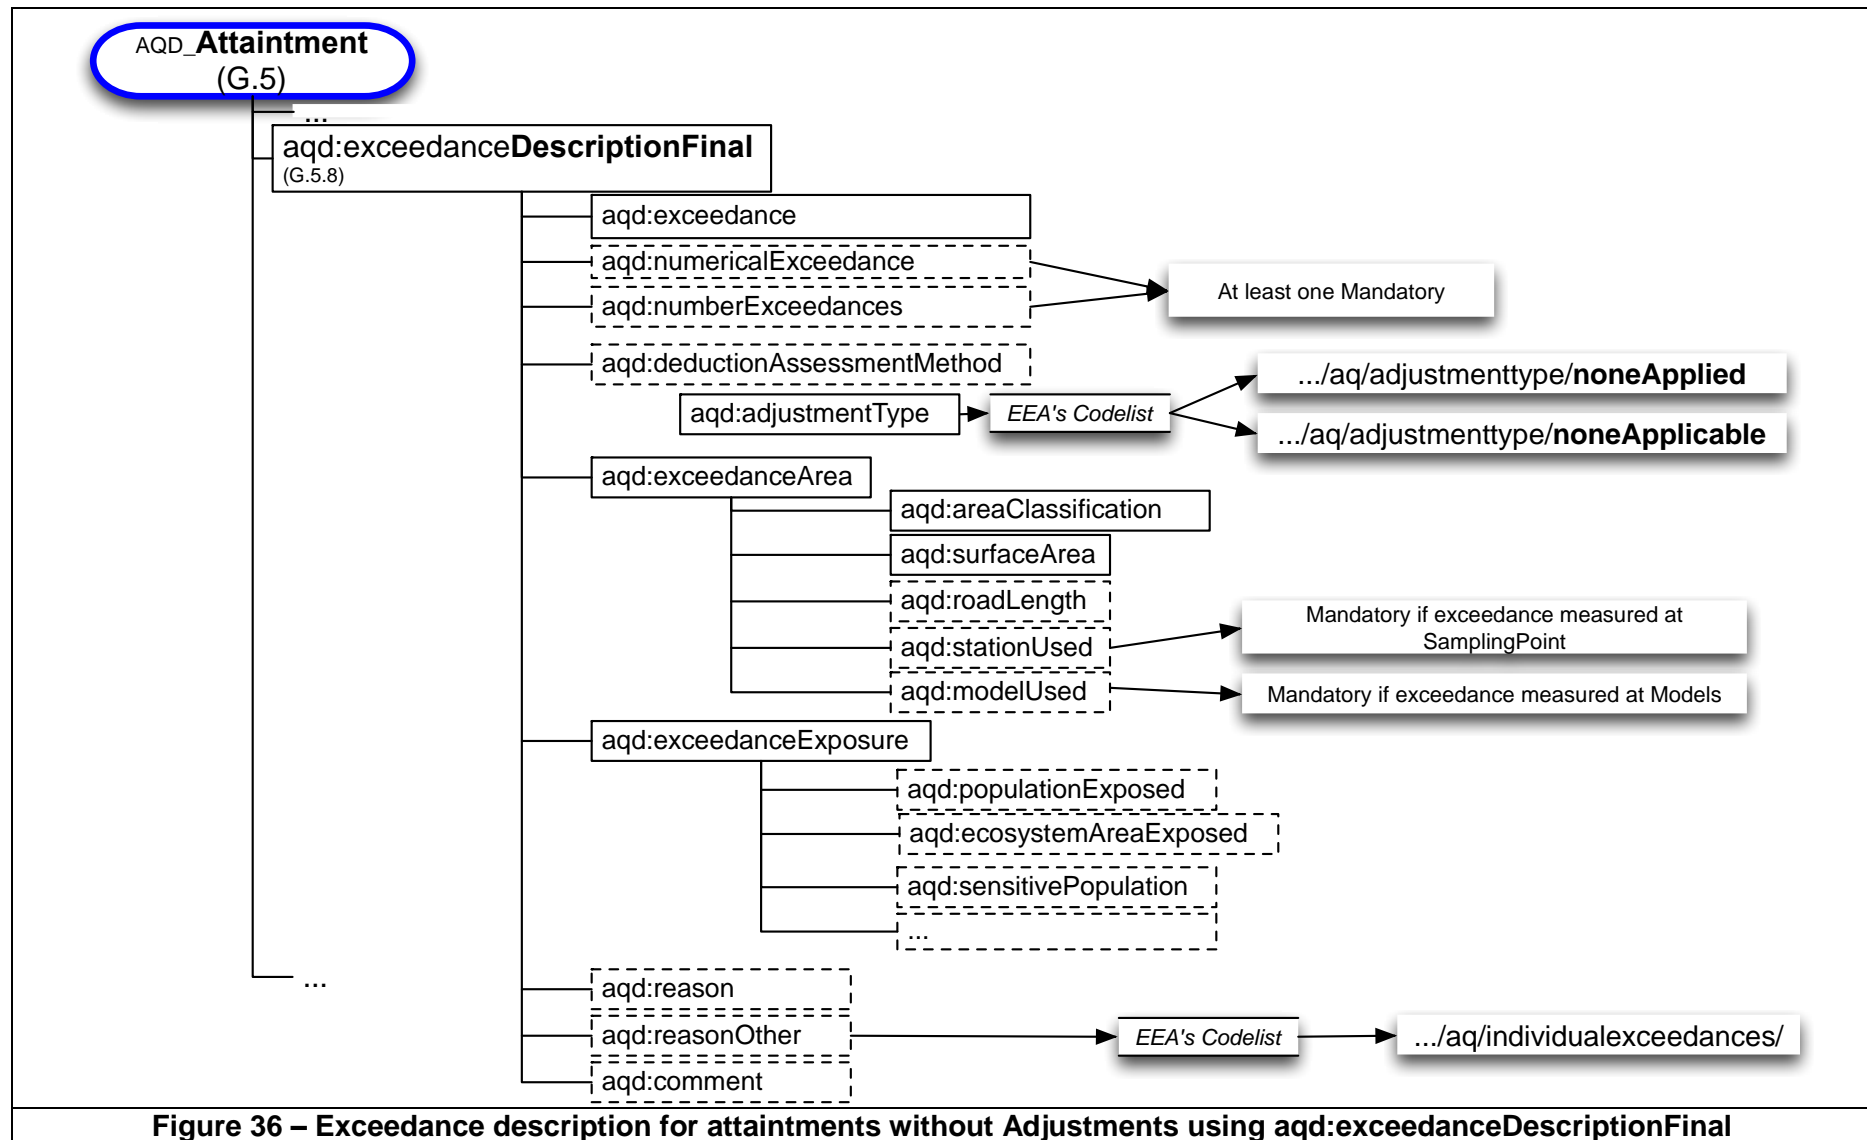 AQD_Attaintment
(G.5)
...
aqd:exceedanceDescriptionFinal
(G.5.8)
aqd:exceedance
aqd:numericalExceedance
aqd:numberExceedances
At least one Mandatory
aqd:deductionAssessmentMethod
aqd:adjustmentType
EEA's Codelist
.../aq/adjustmenttype/noneApplied
.../aq/adjustmenttype/noneApplicable
aqd:exceedanceArea
aqd:areaClassification
aqd:surfaceArea
aqd:roadLength
aqd:stationUsed
Mandatory if exceedance measured at
SamplingPoint
aqd:modelUsed
Mandatory if exceedance measured at Models
aqd:exceedanceExposure
aqd:populationExposed
aqd:ecosystemAreaExposed
aqd:sensitivePopulation
...
...
aqd:reason
aqd:reasonOther
EEA's Codelist
.../aq/individualexceedances/
aqd:comment
Figure 36 – Exceedance description for attaintments without Adjustments using aqd:exceedanceDescriptionFinal